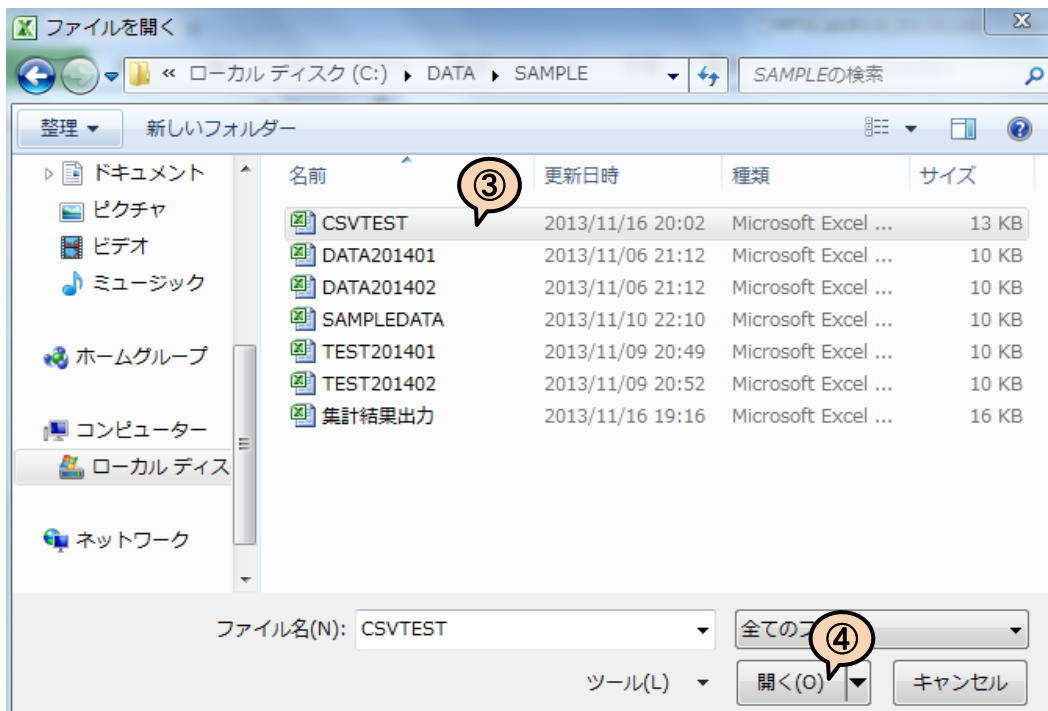 ファイルを開く
« ローカル ディスク (C:) ▸ DATA ▸ SAMPLE
SAMPLEの検索
整理 ▼ 新しいフォルダー
ドキュメント
ピクチャ
ビデオ
ミュージック
ホームグループ
コンピューター
ローカル ディス
ネットワーク
名前 更新日時 種類 サイズ
③
CSVTEST 2013/11/16 20:02 Microsoft Excel ... 13 KB
DATA201401 2013/11/06 21:12 Microsoft Excel ... 10 KB
DATA201402 2013/11/06 21:12 Microsoft Excel ... 10 KB
SAMPLEDATA 2013/11/10 22:10 Microsoft Excel ... 10 KB
TEST201401 2013/11/09 20:49 Microsoft Excel ... 10 KB
TEST201402 2013/11/09 20:52 Microsoft Excel ... 10 KB
集計結果出力 2013/11/16 19:16 Microsoft Excel ... 16 KB
ファイル名(N): CSVTEST
全ての
④
ツール(L) 開く(O) キャンセル